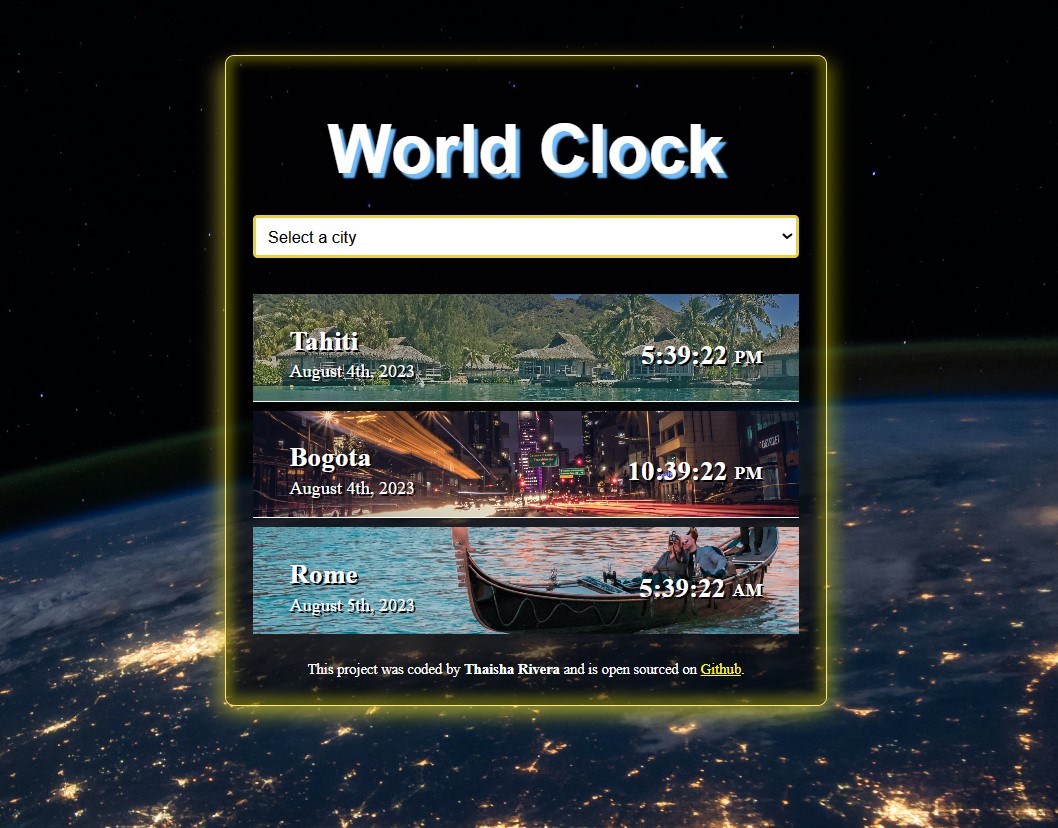 World Clock
Select a city
Tahiti
August 4th, 2023
5:39:22 PM
Bogota
August 4th, 2023
10:39:22 PM
Rome
August 5th, 2023
5:39:22 AM
This project was coded by Thaisha Rivera and is open sourced on Github.